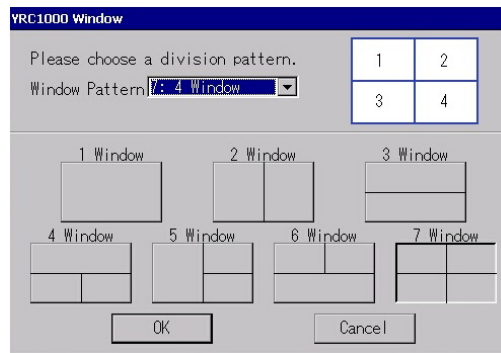 YRC1000 Window
Please choose a division pattern.
Window Pattern 7: 4 Window
1 2
3 4
1 Window 2 Window 3 Window
4 Window 5 Window 6 Window 7 Window
OK Cancel